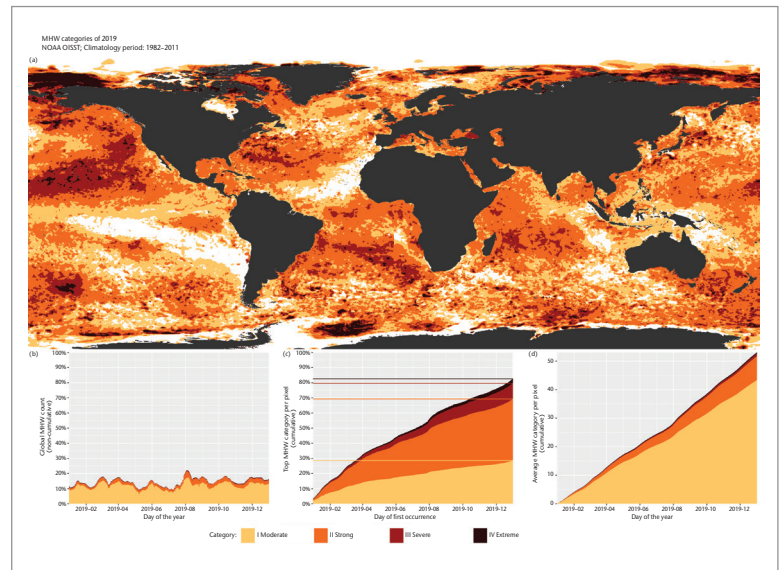 MHW categories of 2019
NOAA OISST; Climatology period: 1982–2011
(a)
(b)
100%
90%
80%
70%
60%
50%
40%
30%
20%
10%
0%
Global MHW count
(non-cumulative)
2019–02
2019–04
2019–06
2019–08
2019–10
2019–12
Day of the year
(c)
100%
90%
80%
70%
60%
50%
40%
30%
20%
10%
0%
Top MHW category per pixel
(cumulative)
2019–02
2019–04
2019–06
2019–08
2019–10
2019–12
Day of first occurrence
(d)
50
40
30
20
10
0
Average MHW category per pixel
(cumulative)
2019–02
2019–04
2019–06
2019–08
2019–10
2019–12
Day of the year
Category:
I Moderate
II Strong
III Severe
IV Extreme